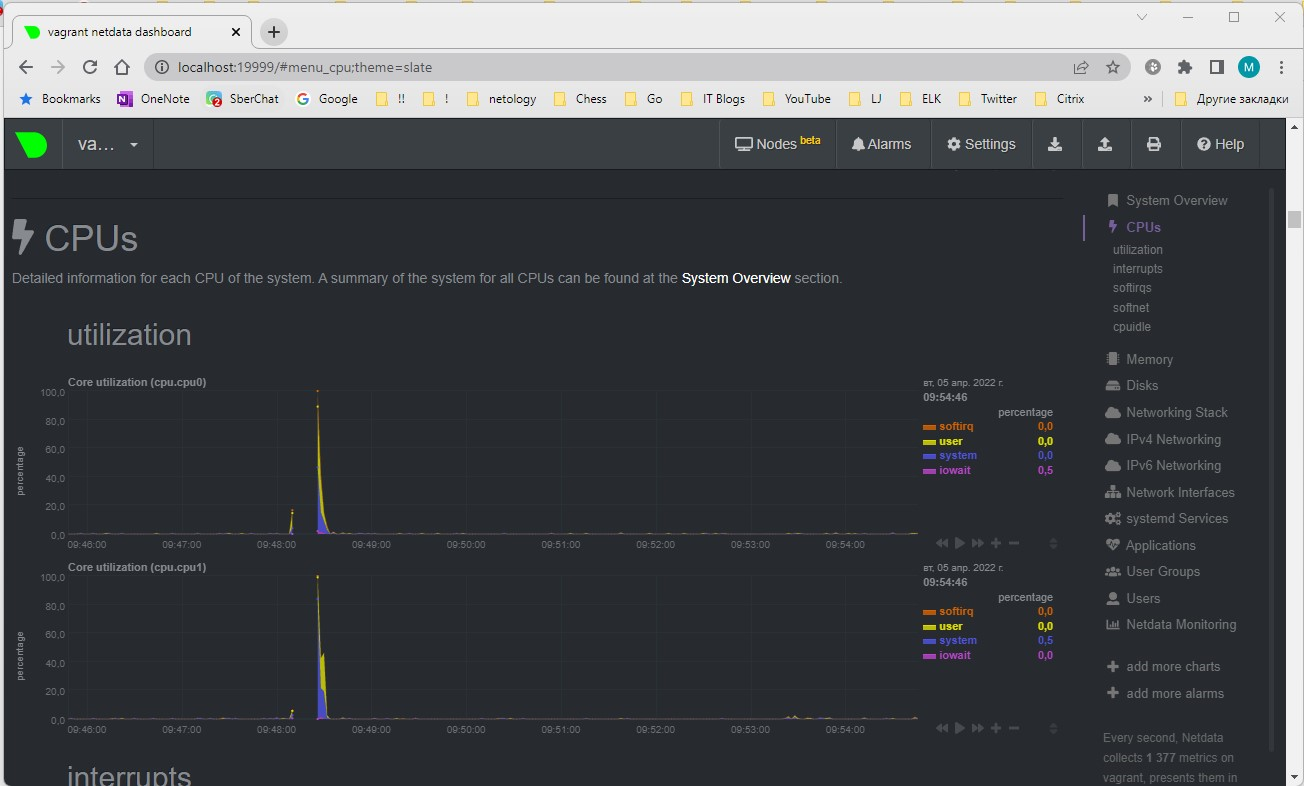 vagrant netdata dashboard
localhost:19999/#menu_cpu;theme=slate
M
Bookmarks OneNote SberChat Google !! ! netology Chess Go IT Blogs YouTube LJ ELK Twitter Citrix » Другие закладки
va... Nodes beta Alarms Settings Help
CPUs
Detailed information for each CPU of the system. A summary of the system for all CPUs can be found at the System Overview section.
utilization
Core utilization (cpu.cpu0)
percentage
100,0
80,0
60,0
40,0
20,0
0,0
09:46:00 09:47:00 09:48:00 09:49:00 09:50:00 09:51:00 09:52:00 09:53:00 09:54:00
вт, 05 апр. 2022 г.
09:54:46
percentage
softirq 0,0
user 0,0
system 0,0
iowait 0,5
Core utilization (cpu.cpu1)
percentage
100,0
80,0
60,0
40,0
20,0
0,0
09:46:00 09:47:00 09:48:00 09:49:00 09:50:00 09:51:00 09:52:00 09:53:00 09:54:00
вт, 05 апр. 2022 г.
09:54:46
percentage
softirq 0,0
user 0,0
system 0,5
iowait 0,0
interrupts
System Overview
CPUs
utilization
interrupts
softirqs
softnet
cpuidle
Memory
Disks
Networking Stack
IPv4 Networking
IPv6 Networking
Network Interfaces
systemd Services
Applications
User Groups
Users
Netdata Monitoring
add more charts
add more alarms
Every second, Netdata
collects 1 377 metrics on
vagrant, presents them in